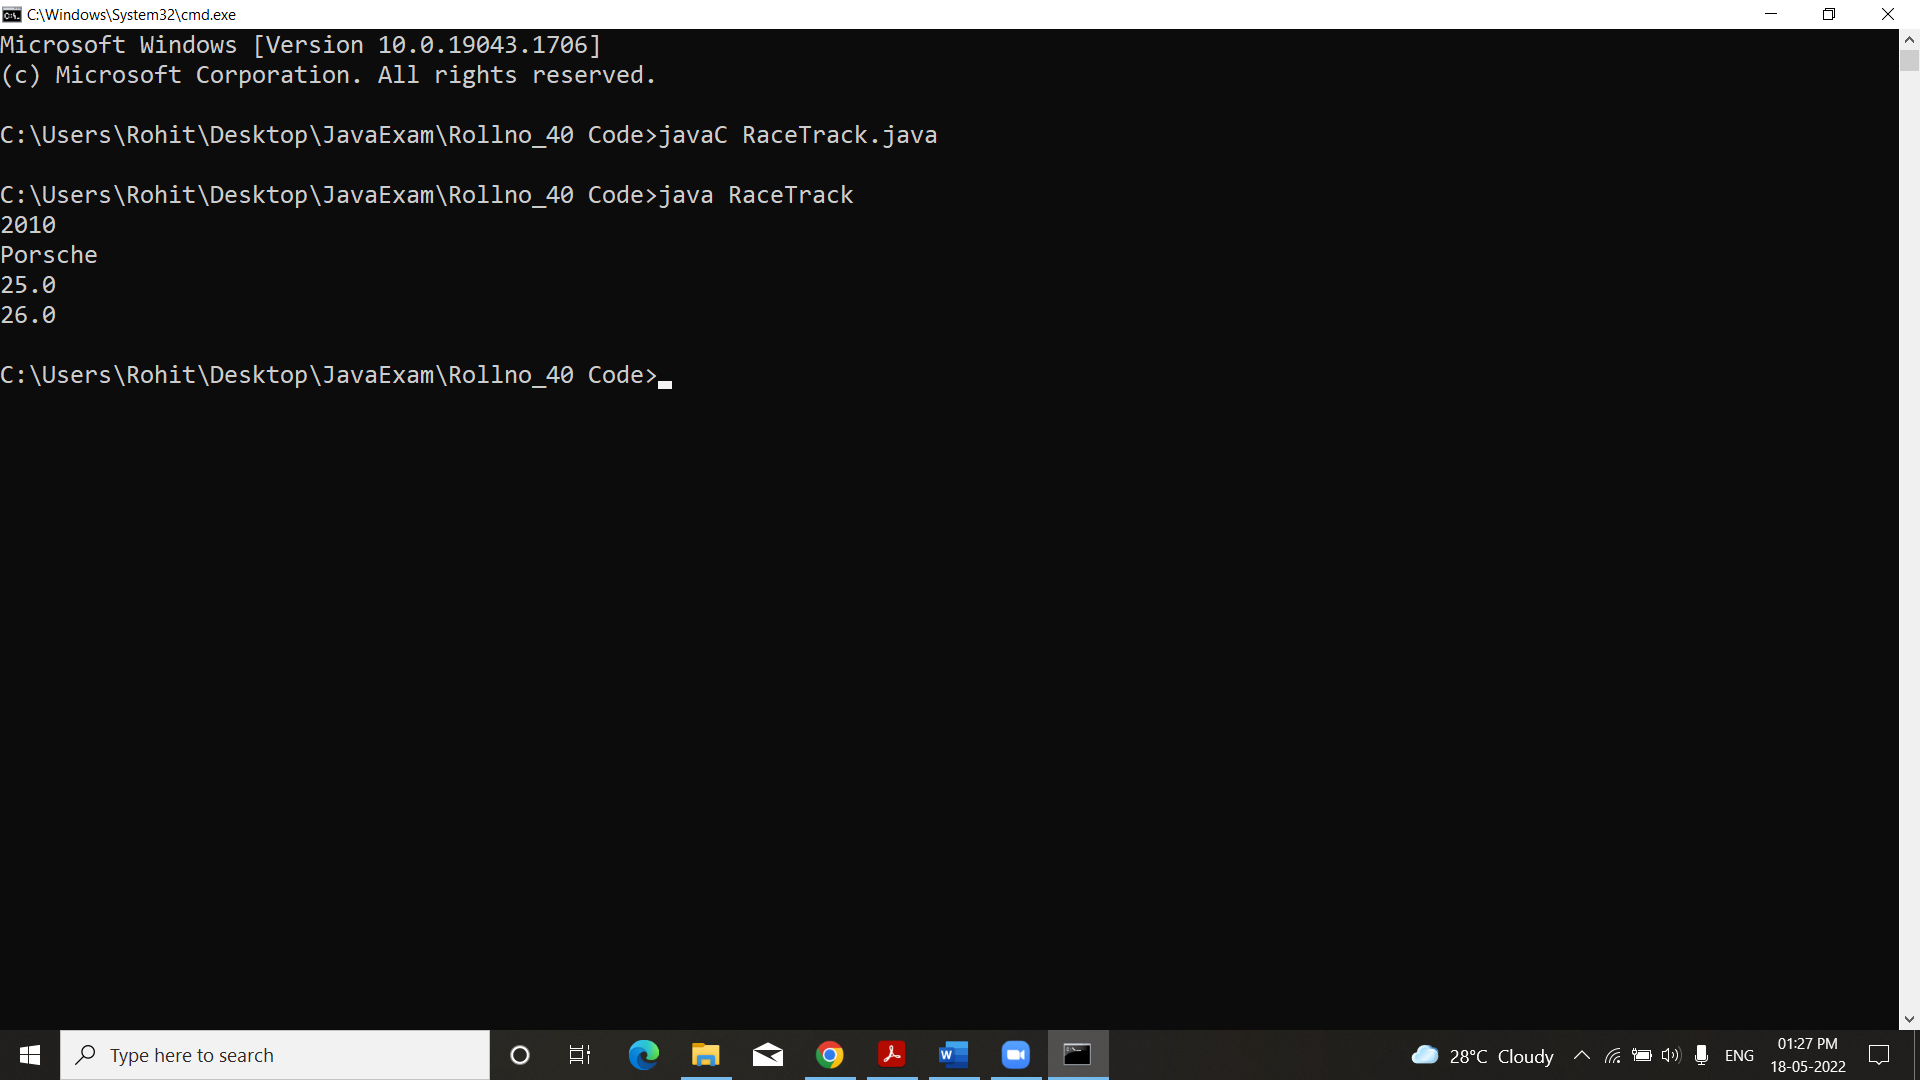 C:\Windows\System32\cmd.exe
Microsoft Windows [Version 10.0.19043.1706]
(c) Microsoft Corporation. All rights reserved.
C:\Users\Rohit\Desktop\JavaExam\Rollno_40 Code>javaC RaceTrack.java
C:\Users\Rohit\Desktop\JavaExam\Rollno_40 Code>java RaceTrack
2010
Porsche
25.0
26.0
C:\Users\Rohit\Desktop\JavaExam\Rollno_40 Code>
Type here to search
28°C Cloudy
ENG
01:27 PM
18-05-2022